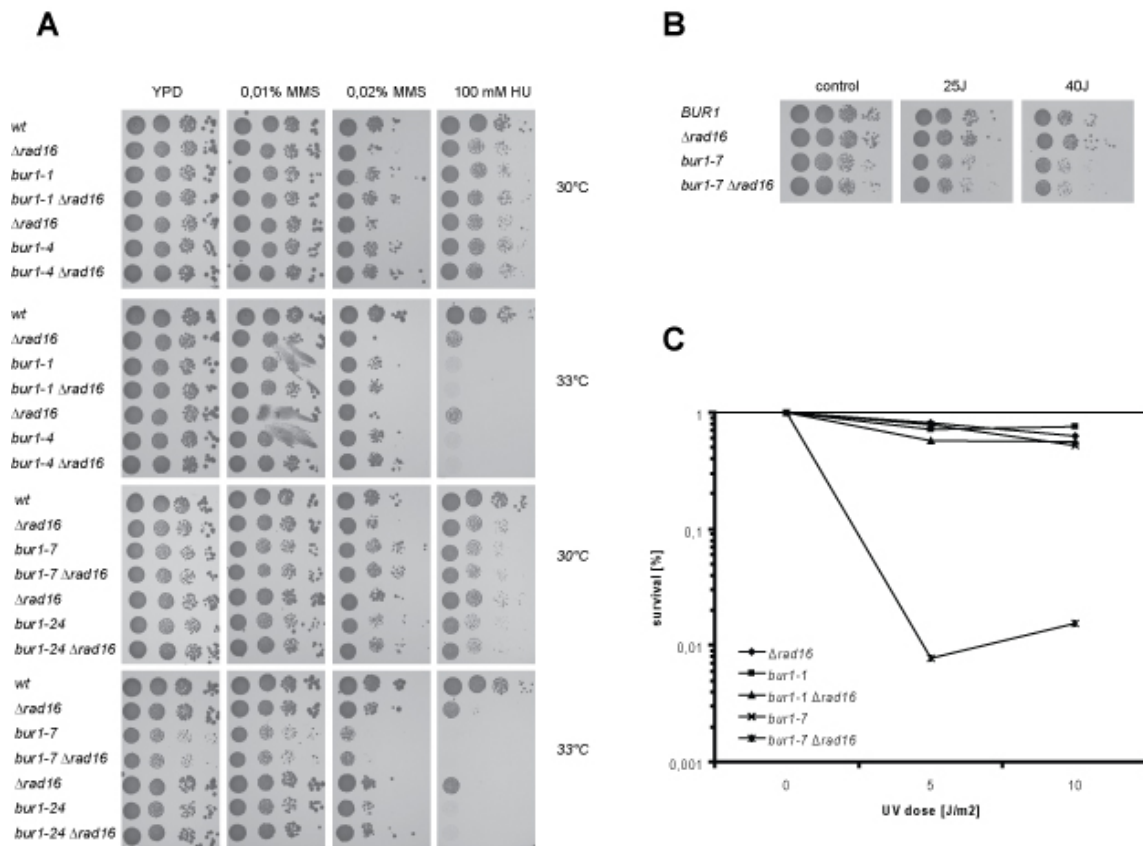 A
YPD 0,01% MMS 0,02% MMS 100 mM HU
wt
Δrad16
bur1-1
bur1-1 Δrad16
Δrad16
bur1-4
bur1-4 Δrad16
30°C
wt
Δrad16
bur1-1
bur1-1 Δrad16
Δrad16
bur1-4
bur1-4 Δrad16
33°C
wt
Δrad16
bur1-7
bur1-7 Δrad16
Δrad16
bur1-24
bur1-24 Δrad16
30°C
wt
Δrad16
bur1-7
bur1-7 Δrad16
Δrad16
bur1-24
bur1-24 Δrad16
33°C
B
control 25J 40J
BUR1
Δrad16
bur1-7
bur1-7 Δrad16
C
survival [%]
1
0,1
0,01
0,001
Δrad16
bur1-1
bur1-1 Δrad16
bur1-7
bur1-7 Δrad16
0 5 10
UV dose [J/m2]